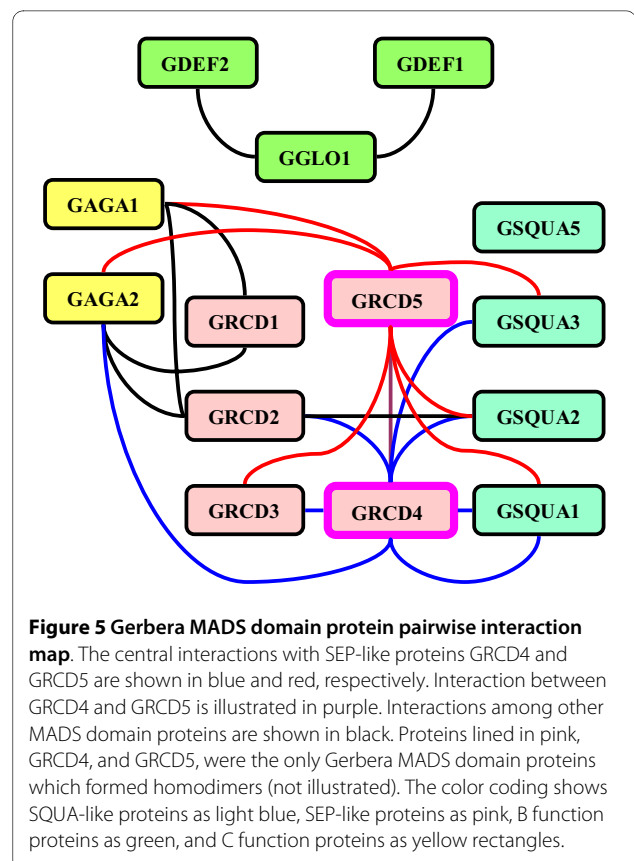 GDEF2
GDEF1
GGLO1
GAGA1
GSQUA5
GAGA2
GRCD5
GRCD1
GSQUA3
GRCD2
GSQUA2
GRCD3
GRCD4
GSQUA1
Figure 5 Gerbera MADS domain protein pairwise interaction
map. The central interactions with SEP-like proteins GRCD4 and
GRCD5 are shown in blue and red, respectively. Interaction between
GRCD4 and GRCD5 is illustrated in purple. Interactions among other
MADS domain proteins are shown in black. Proteins lined in pink,
GRCD4, and GRCD5, were the only Gerbera MADS domain proteins
which formed homodimers (not illustrated). The color coding shows
SQUA-like proteins as light blue, SEP-like proteins as pink, B function
proteins as green, and C function proteins as yellow rectangles.